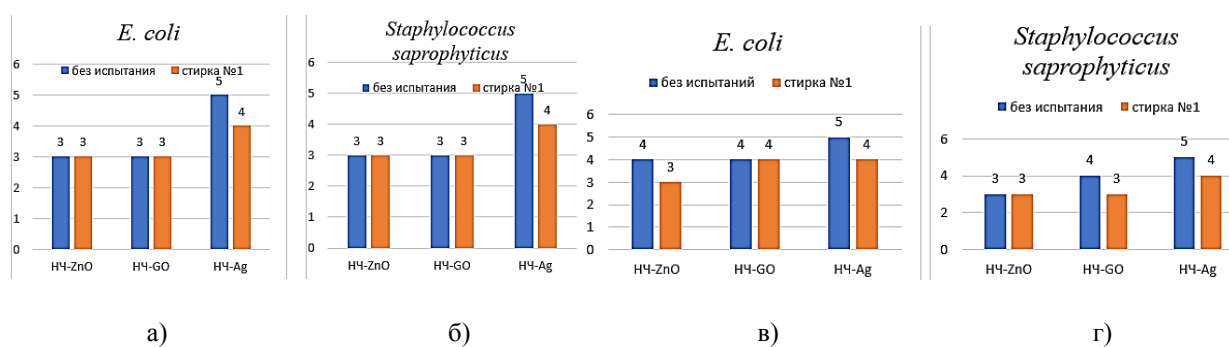 E. coli
без испытания стирка №1
6
5
4
3
2
1
0
3 3 3 3 5 4
НЧ-ZnO НЧ-GO НЧ-Ag
а)
Staphylococcus
saprophyticus
без испытания стирка №1
6
5
4
3
2
1
0
3 3 3 3 5 4
НЧ-ZnO НЧ-GO НЧ-Ag
б)
E. coli
без испытаний стирка №1
6
5
4
3
2
1
0
4 3 4 4 5 4
НЧ-ZnO НЧ-GO НЧ-Ag
в)
Staphylococcus
saprophyticus
без испытания стирка №1
6
4
2
0
3 3 4 3 5 4
НЧ-ZnO НЧ-GO НЧ-Ag
г)